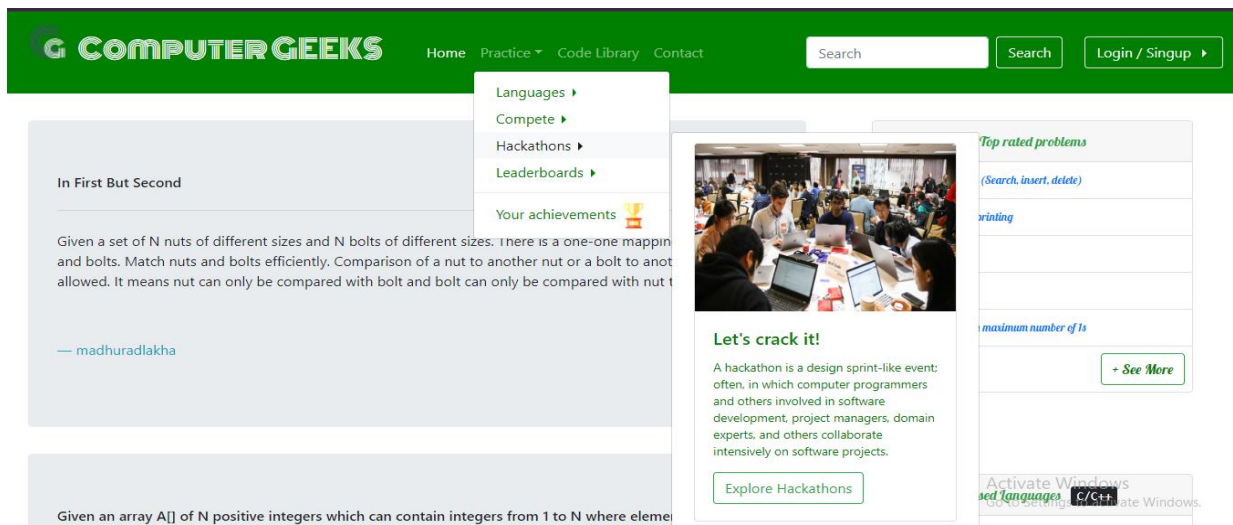 COMPUTER GEEKS
Home Practice Code Library Contact
Search
Search
Login / Singup
Languages
Compete
Hackathons
Leaderboards
Your achievements
In First But Second
Given a set of N nuts of different sizes and N bolts of different sizes. There is a one-one mappin
and bolts. Match nuts and bolts efficiently. Comparison of a nut to another nut or a bolt to anot
allowed. It means nut can only be compared with bolt and bolt can only be compared with nut t
— madhuradlakha
Let's crack it!
A hackathon is a design sprint-like event;
often, in which computer programmers
and others involved in software
development, project managers, domain
experts, and others collaborate
intensively on software projects.
Explore Hackathons
Top rated problems
(Search, insert, delete)
printing
maximum number of 1s
+ See More
Given an array A[] of N positive integers which can contain integers from 1 to N where eleme
sed Languages C/C++
Activate Windows
Go to Settings to activate Windows.